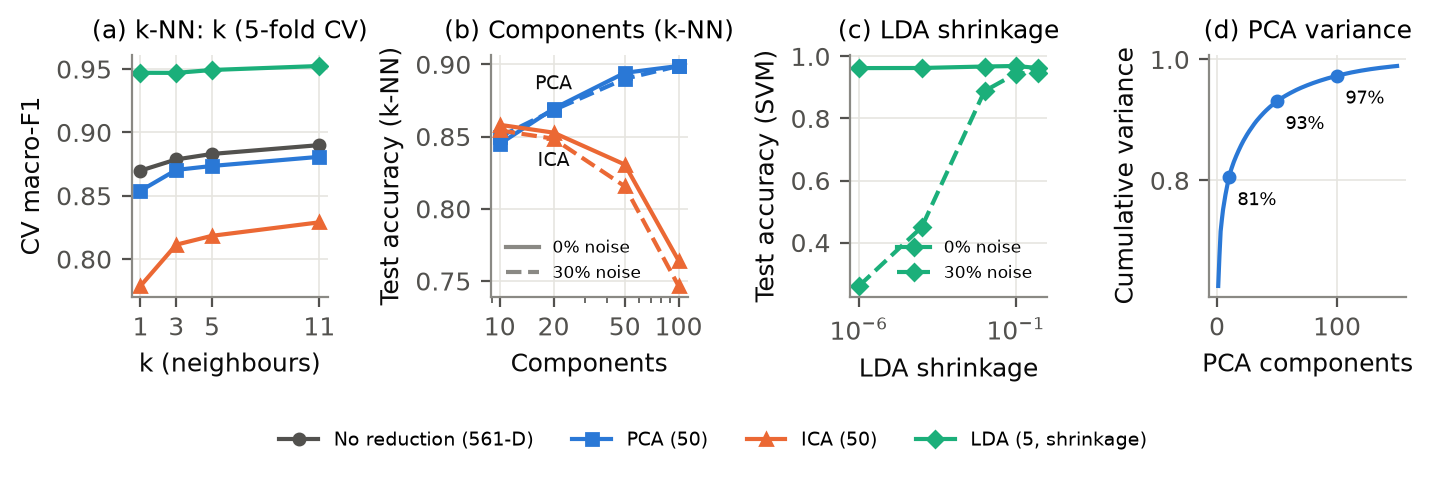 (a) k-NN: k (5-fold CV)
CV macro-F1
0.95
0.90
0.85
0.80
1 3 5 11
k (neighbours)
(b) Components (k-NN)
Test accuracy (k-NN)
0.90
0.85
0.80
0.75
PCA
ICA
0% noise
30% noise
10 20 50 100
Components
(c) LDA shrinkage
Test accuracy (SVM)
1.0
0.8
0.6
0.4
0% noise
30% noise
10⁻⁶ 10⁻¹
LDA shrinkage
(d) PCA variance
Cumulative variance
1.0
0.8
97%
93%
81%
0 100
PCA components
No reduction (561-D) PCA (50) ICA (50) LDA (5, shrinkage)